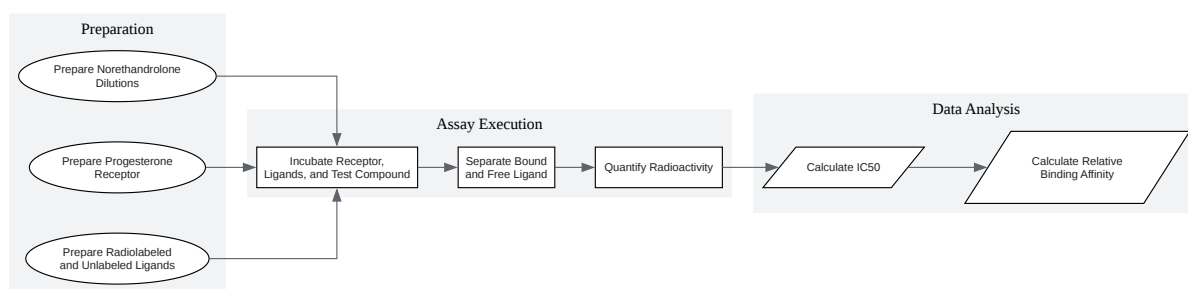 Preparation
Prepare Norethandrolone
Dilutions
Prepare Progesterone
Receptor
Prepare Radiolabeled
and Unlabeled Ligands
Assay Execution
Incubate Receptor,
Ligands, and Test Compound
Separate Bound
and Free Ligand
Quantify Radioactivity
Data Analysis
Calculate IC50
Calculate Relative
Binding Affinity